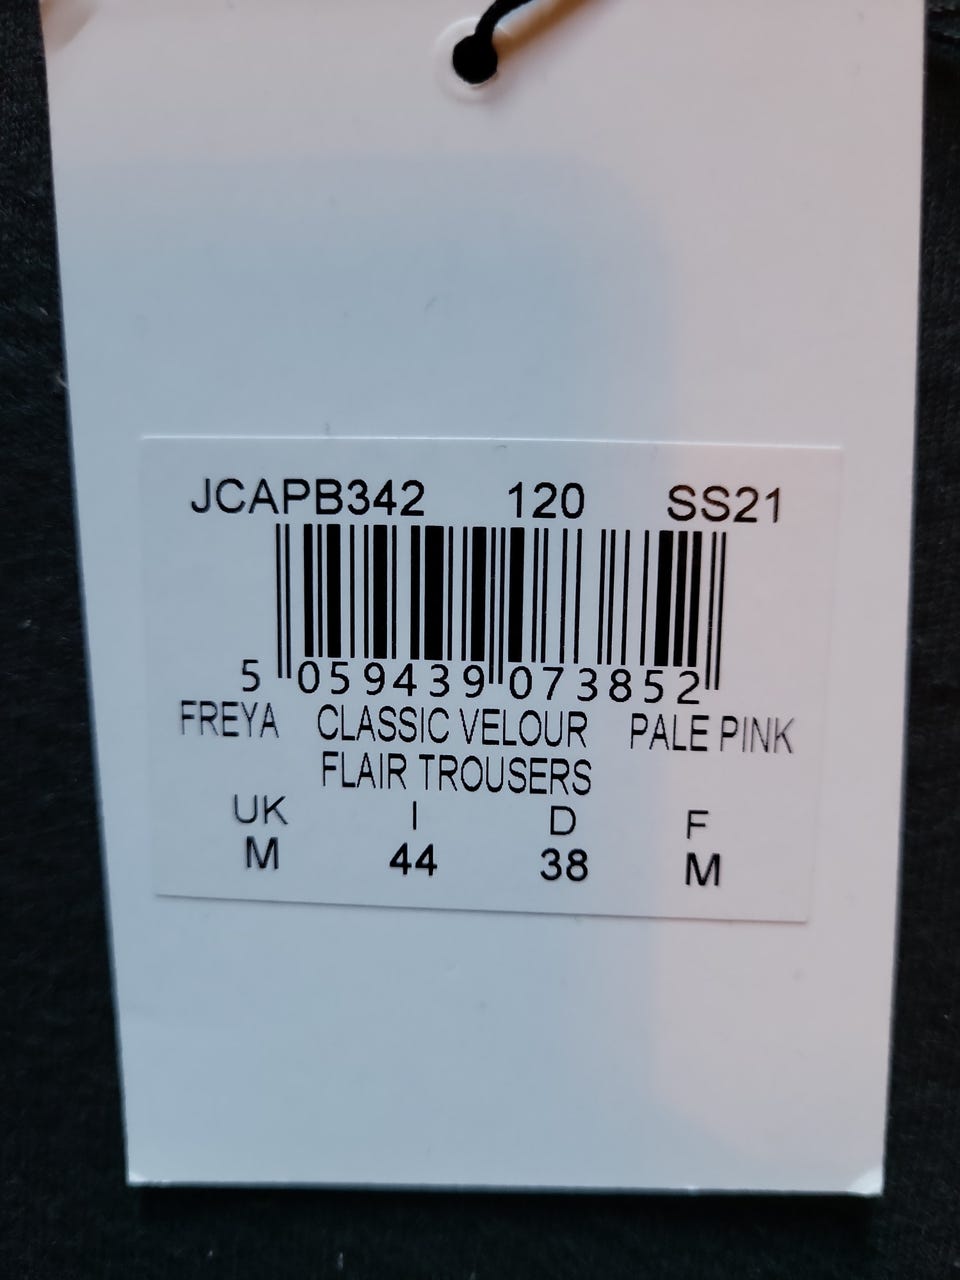 JCAPB342 120 SS21
5 059439 073852
FREYA CLASSIC VELOUR PALE PINK
FLAIR TROUSERS
UK I D F
M 44 38 M